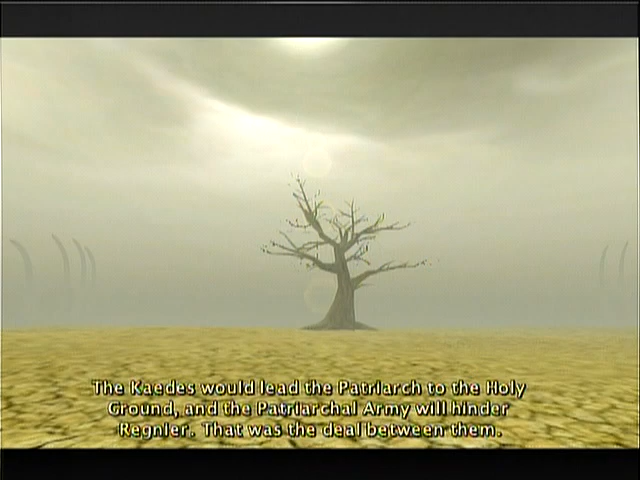 The Kaedes would lead the Patriarch to the Holy
Ground, and the Patriarchal Army will hinder
Regnier. That was the deal between them.